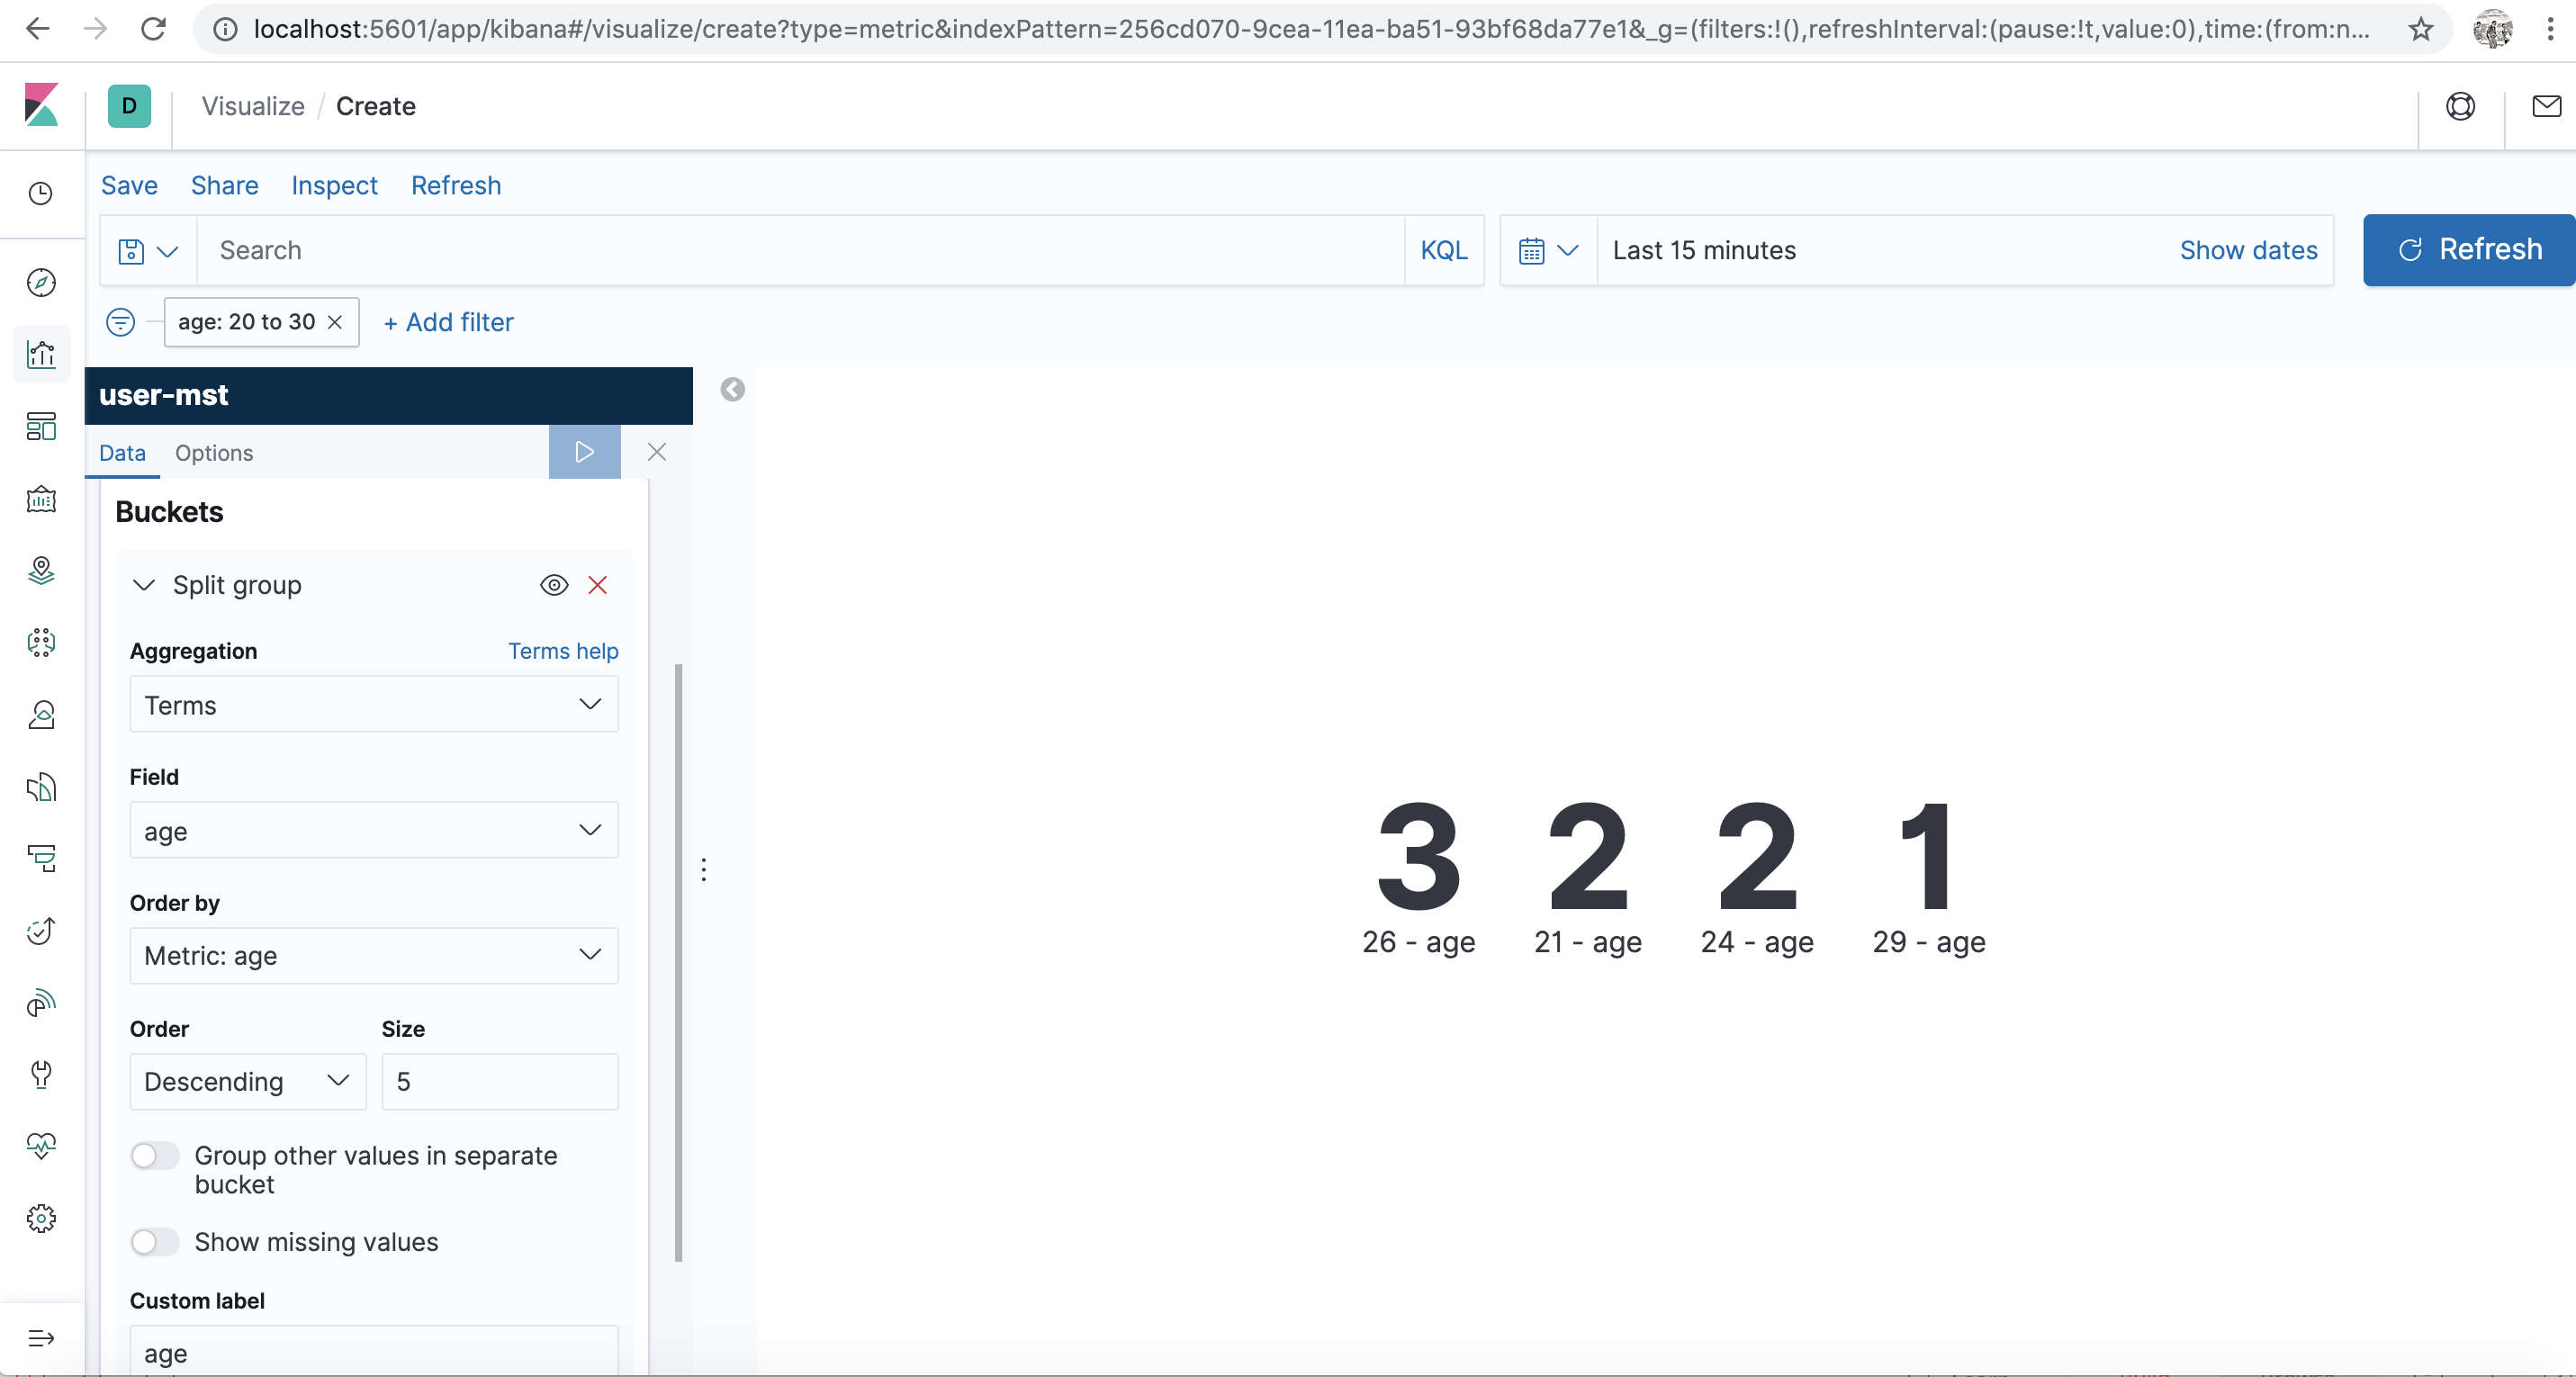 localhost:5601/app/kibana#/visualize/create?type=metric&indexPattern=256cd070-9cea-11ea-ba51-93bf68da77e1&_g=(filters:!(),refreshInterval:(pause:!t,value:0),time:(from:n...
D Visualize / Create
Save Share Inspect Refresh
Search KQL Last 15 minutes Show dates Refresh
age: 20 to 30 + Add filter
user-mst
Data Options
Buckets
Split group
Aggregation Terms help
Terms
Field
age
Order by
Metric: age
Order Size
Descending 5
Group other values in separate
bucket
Show missing values
Custom label
age
3 2 2 1
26 - age 21 - age 24 - age 29 - age